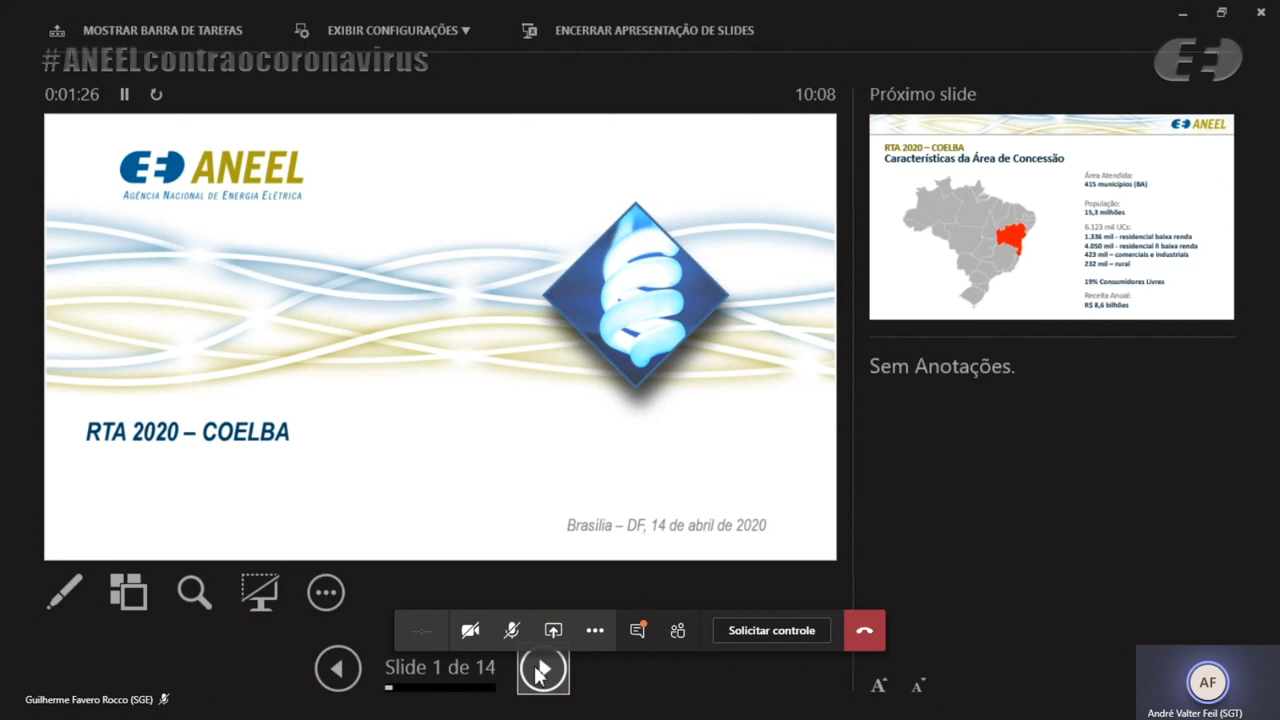 MOSTRAR BARRA DE TAREFAS
EXIBIR CONFIGURAÇÕES ▼
ENCERRAR APRESENTAÇÃO DE SLIDES
#ANEELcontraocoronavirus
0:01:26
10:08
Próximo slide
ANEEL
AGÊNCIA NACIONAL DE ENERGIA ELÉTRICA
RTA 2020 – COELBA
Brasília – DF, 14 de abril de 2020
ANEEL
RTA 2020 – COELBA
Características da Área de Concessão
Área Atendida:
415 municípios (BA)
População:
15,3 milhões
6.123 mil UCs:
1.336 mil - residencial baixa renda
4.050 mil - residencial ñ baixa renda
423 mil – comerciais e industriais
232 mil – rural
19% Consumidores Livres
Receita Anual:
R$ 8,6 bilhões
Sem Anotações.
--:--
Solicitar controle
Slide 1 de 14
A A
Guilherme Favero Rocco (SGE)
AF
André Valter Feil (SGT)